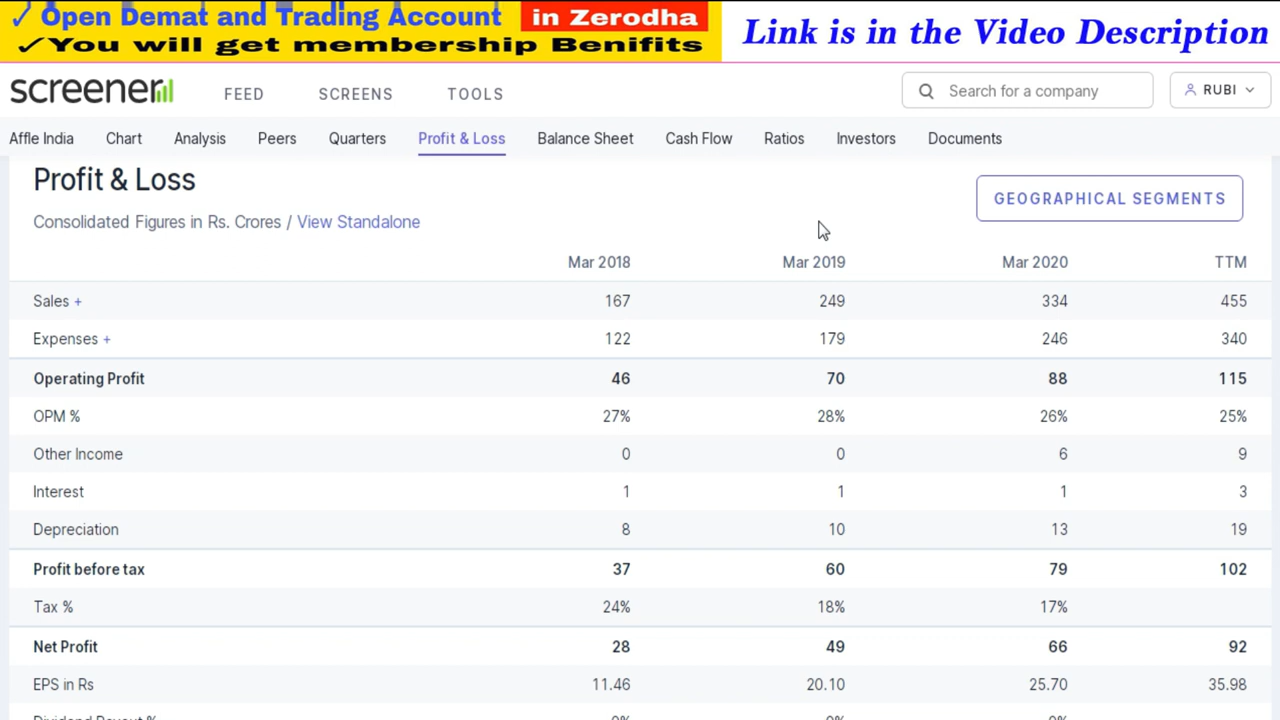 ✓ Open Demat and Trading Account in Zerodha
✓You will get membership Benifits
Link is in the Video Description
screener
FEED SCREENS TOOLS
Search for a company
RUBI
Affle India Chart Analysis Peers Quarters Profit & Loss Balance Sheet Cash Flow Ratios Investors Documents
Profit & Loss
Consolidated Figures in Rs. Crores / View Standalone
GEOGRAPHICAL SEGMENTS
Mar 2018 Mar 2019 Mar 2020 TTM
Sales + 167 249 334 455
Expenses + 122 179 246 340
Operating Profit 46 70 88 115
OPM % 27% 28% 26% 25%
Other Income 0 0 6 9
Interest 1 1 1 3
Depreciation 8 10 13 19
Profit before tax 37 60 79 102
Tax % 24% 18% 17%
Net Profit 28 49 66 92
EPS in Rs 11.46 20.10 25.70 35.98
Dividend Payout % 0% 0% 0%